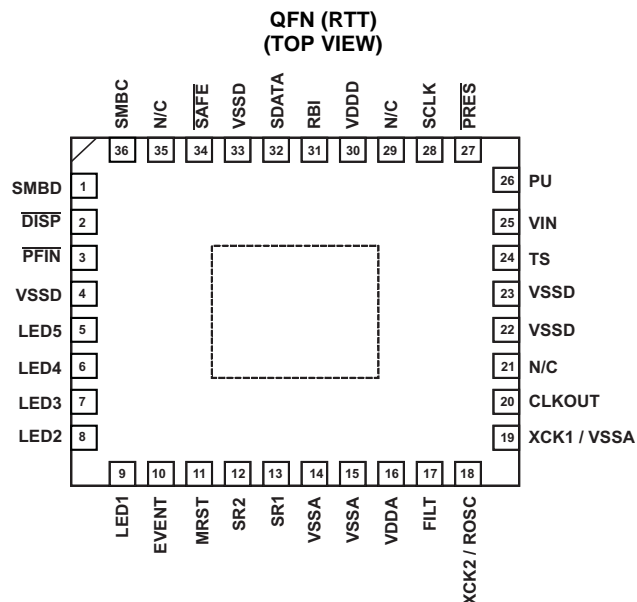 QFN (RTT)
(TOP VIEW)
SMBC
N/C
SAFE
VSSD
SDATA
RBI
VDDD
N/C
SCLK
PRES
36
35
34
33
32
31
30
29
28
27
SMBD 1
DISP 2
PFIN 3
VSSD 4
LED5 5
LED4 6
LED3 7
LED2 8
26 PU
25 VIN
24 TS
23 VSSD
22 VSSD
21 N/C
20 CLKOUT
19 XCK1 / VSSA
9
10
11
12
13
14
15
16
17
18
LED1
EVENT
MRST
SR2
SR1
VSSA
VSSA
VDDA
FILT
XCK2 / ROSC